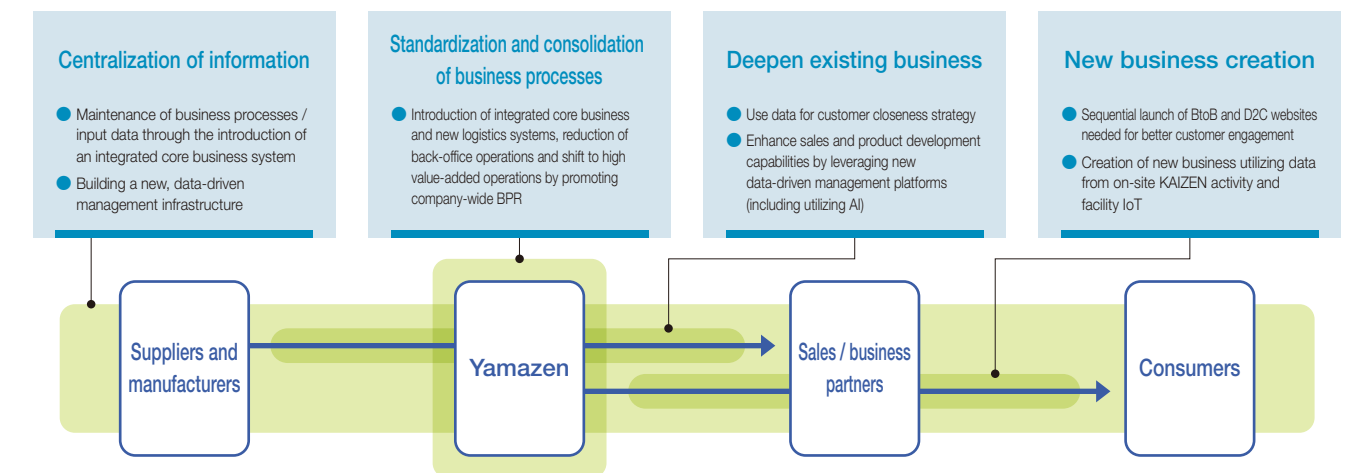 Centralization of information
● Maintenance of business processes /
input data through the introduction of
an integrated core business system
● Building a new, data-driven
management infrastructure
Standardization and consolidation
of business processes
● Introduction of integrated core business
and new logistics systems, reduction of
back-office operations and shift to high
value-added operations by promoting
company-wide BPR
Deepen existing business
● Use data for customer closeness strategy
● Enhance sales and product development
capabilities by leveraging new
data-driven management platforms
(including utilizing AI)
New business creation
● Sequential launch of BtoB and D2C websites
needed for better customer engagement
● Creation of new business utilizing data
from on-site KAIZEN activity and
facility IoT
Suppliers and
manufacturers
Yamazen
Sales / business
partners
Consumers